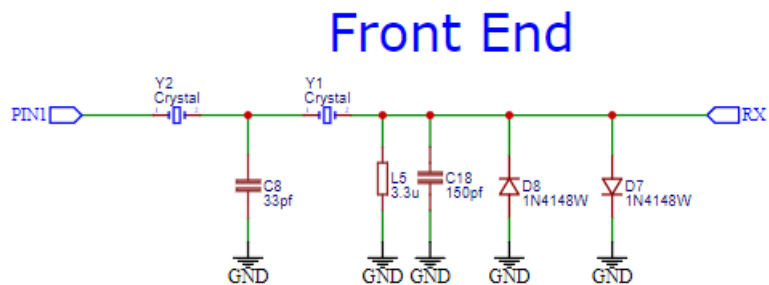 Front End
Y2
Crystal
Y1
Crystal
PIN1
RX
C8
33pf
L5
3.3u
C18
150pf
D8
1N4148W
D7
1N4148W
GND
GND
GND
GND
GND